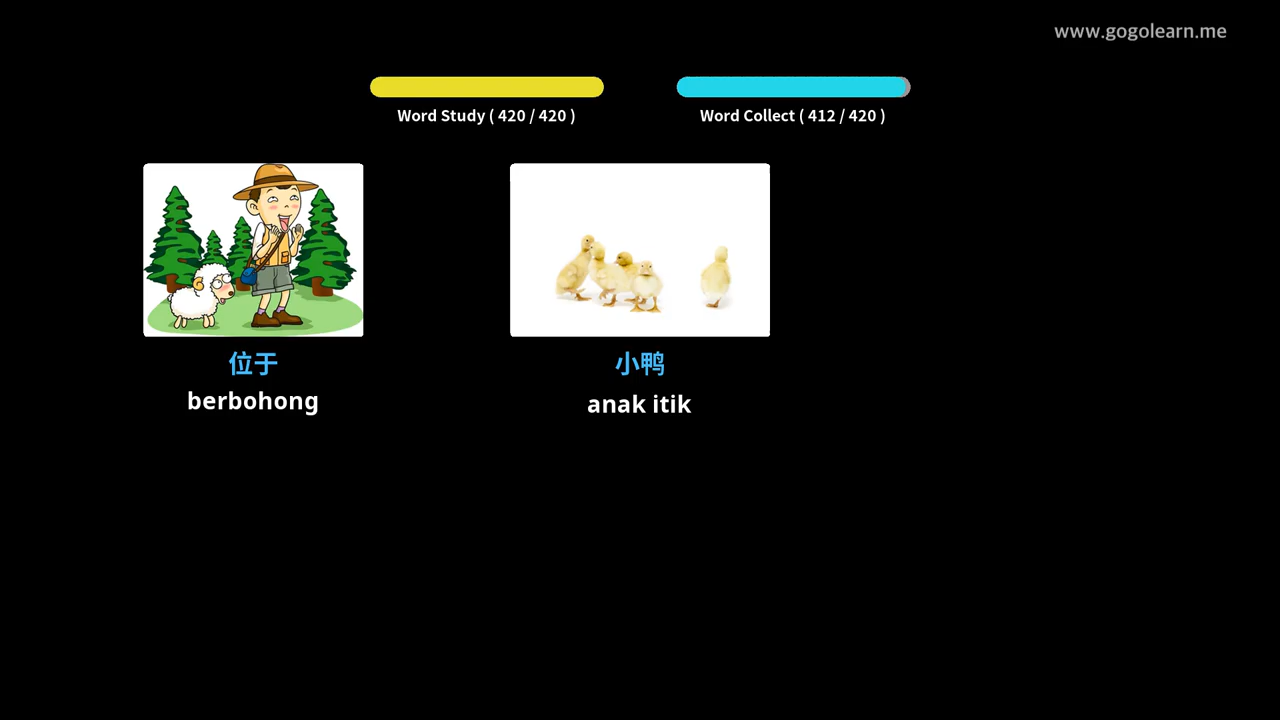 www.gogolearn.me
Word Study ( 420 / 420 )
Word Collect ( 412 / 420 )
位于
小鸭
berbohong
anak itik